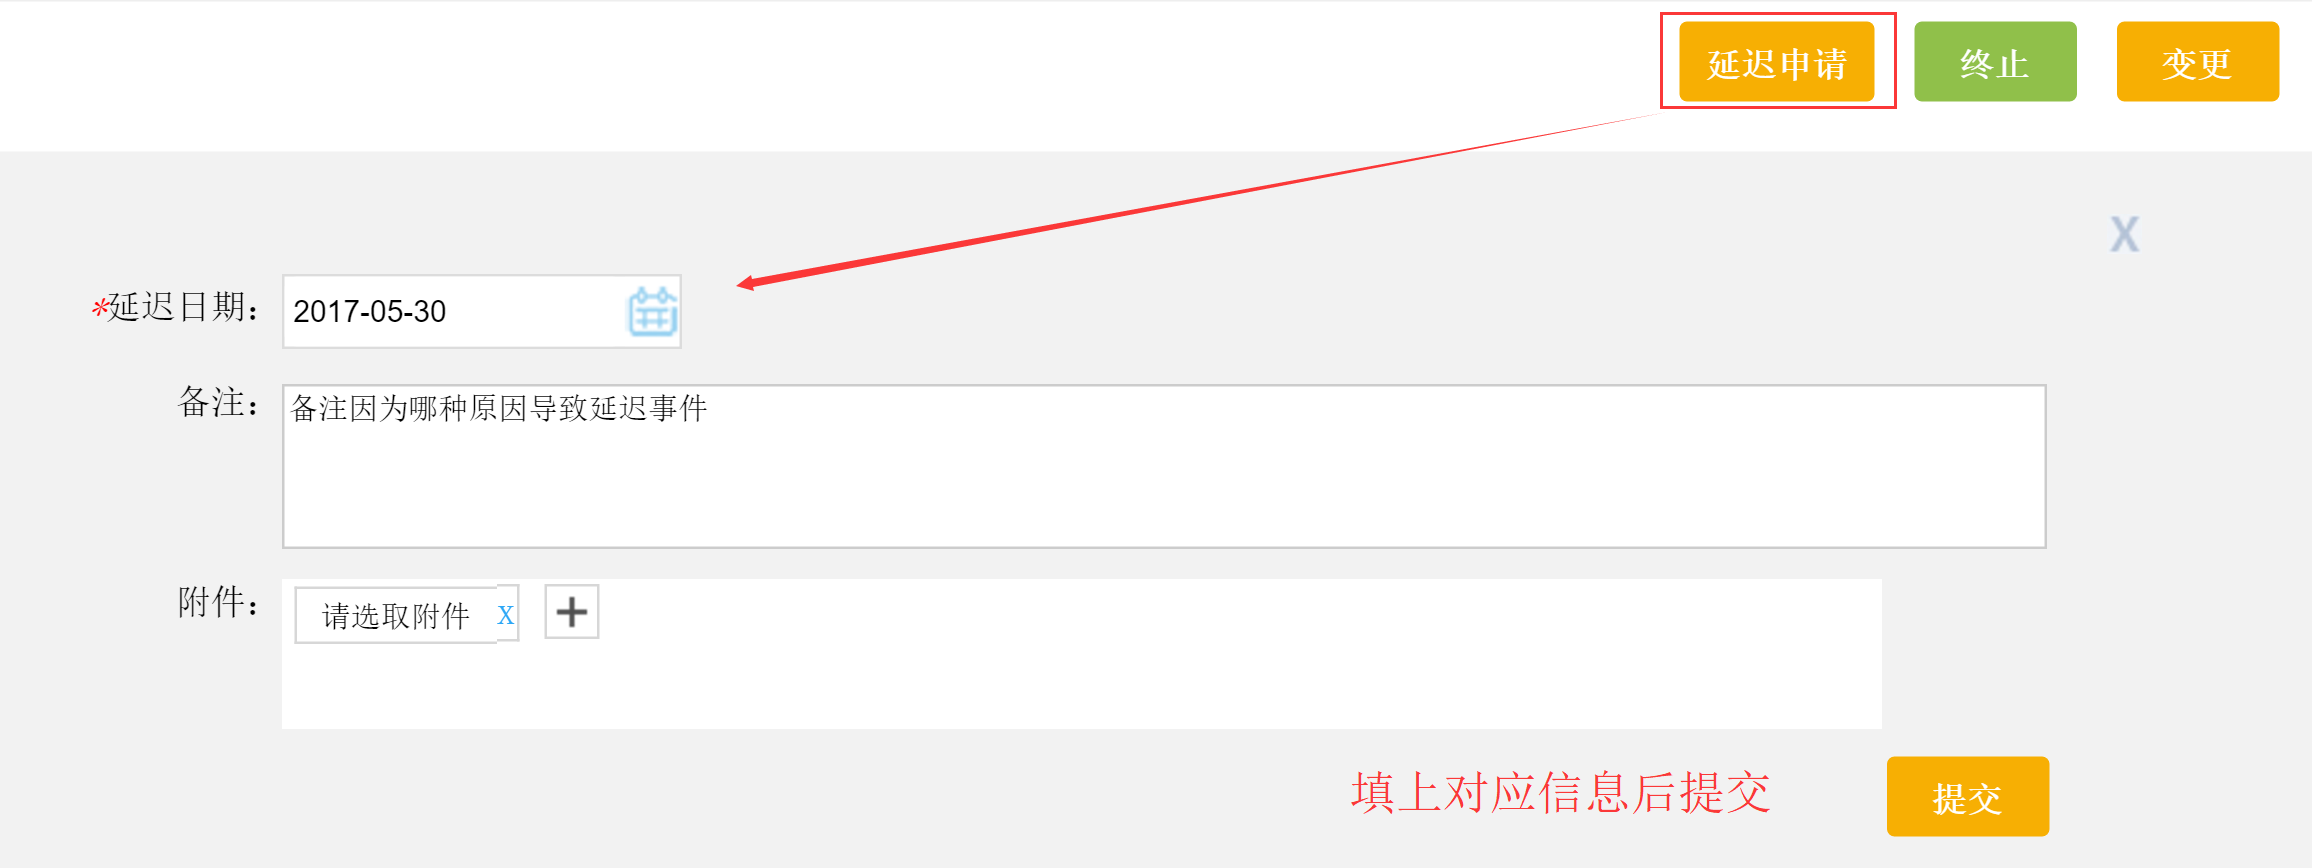 延迟申请 终止 变更
X
*延迟日期： 2017-05-30
备注： 备注因为哪种原因导致延迟事件
附件： 请选取附件 X +
填上对应信息后提交 提交